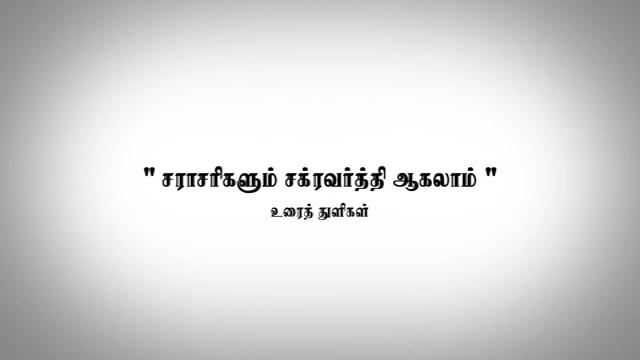 " சராசரிகளும் சக்ரவர்த்தி ஆகலாம் "
உரைத் துளிகள்